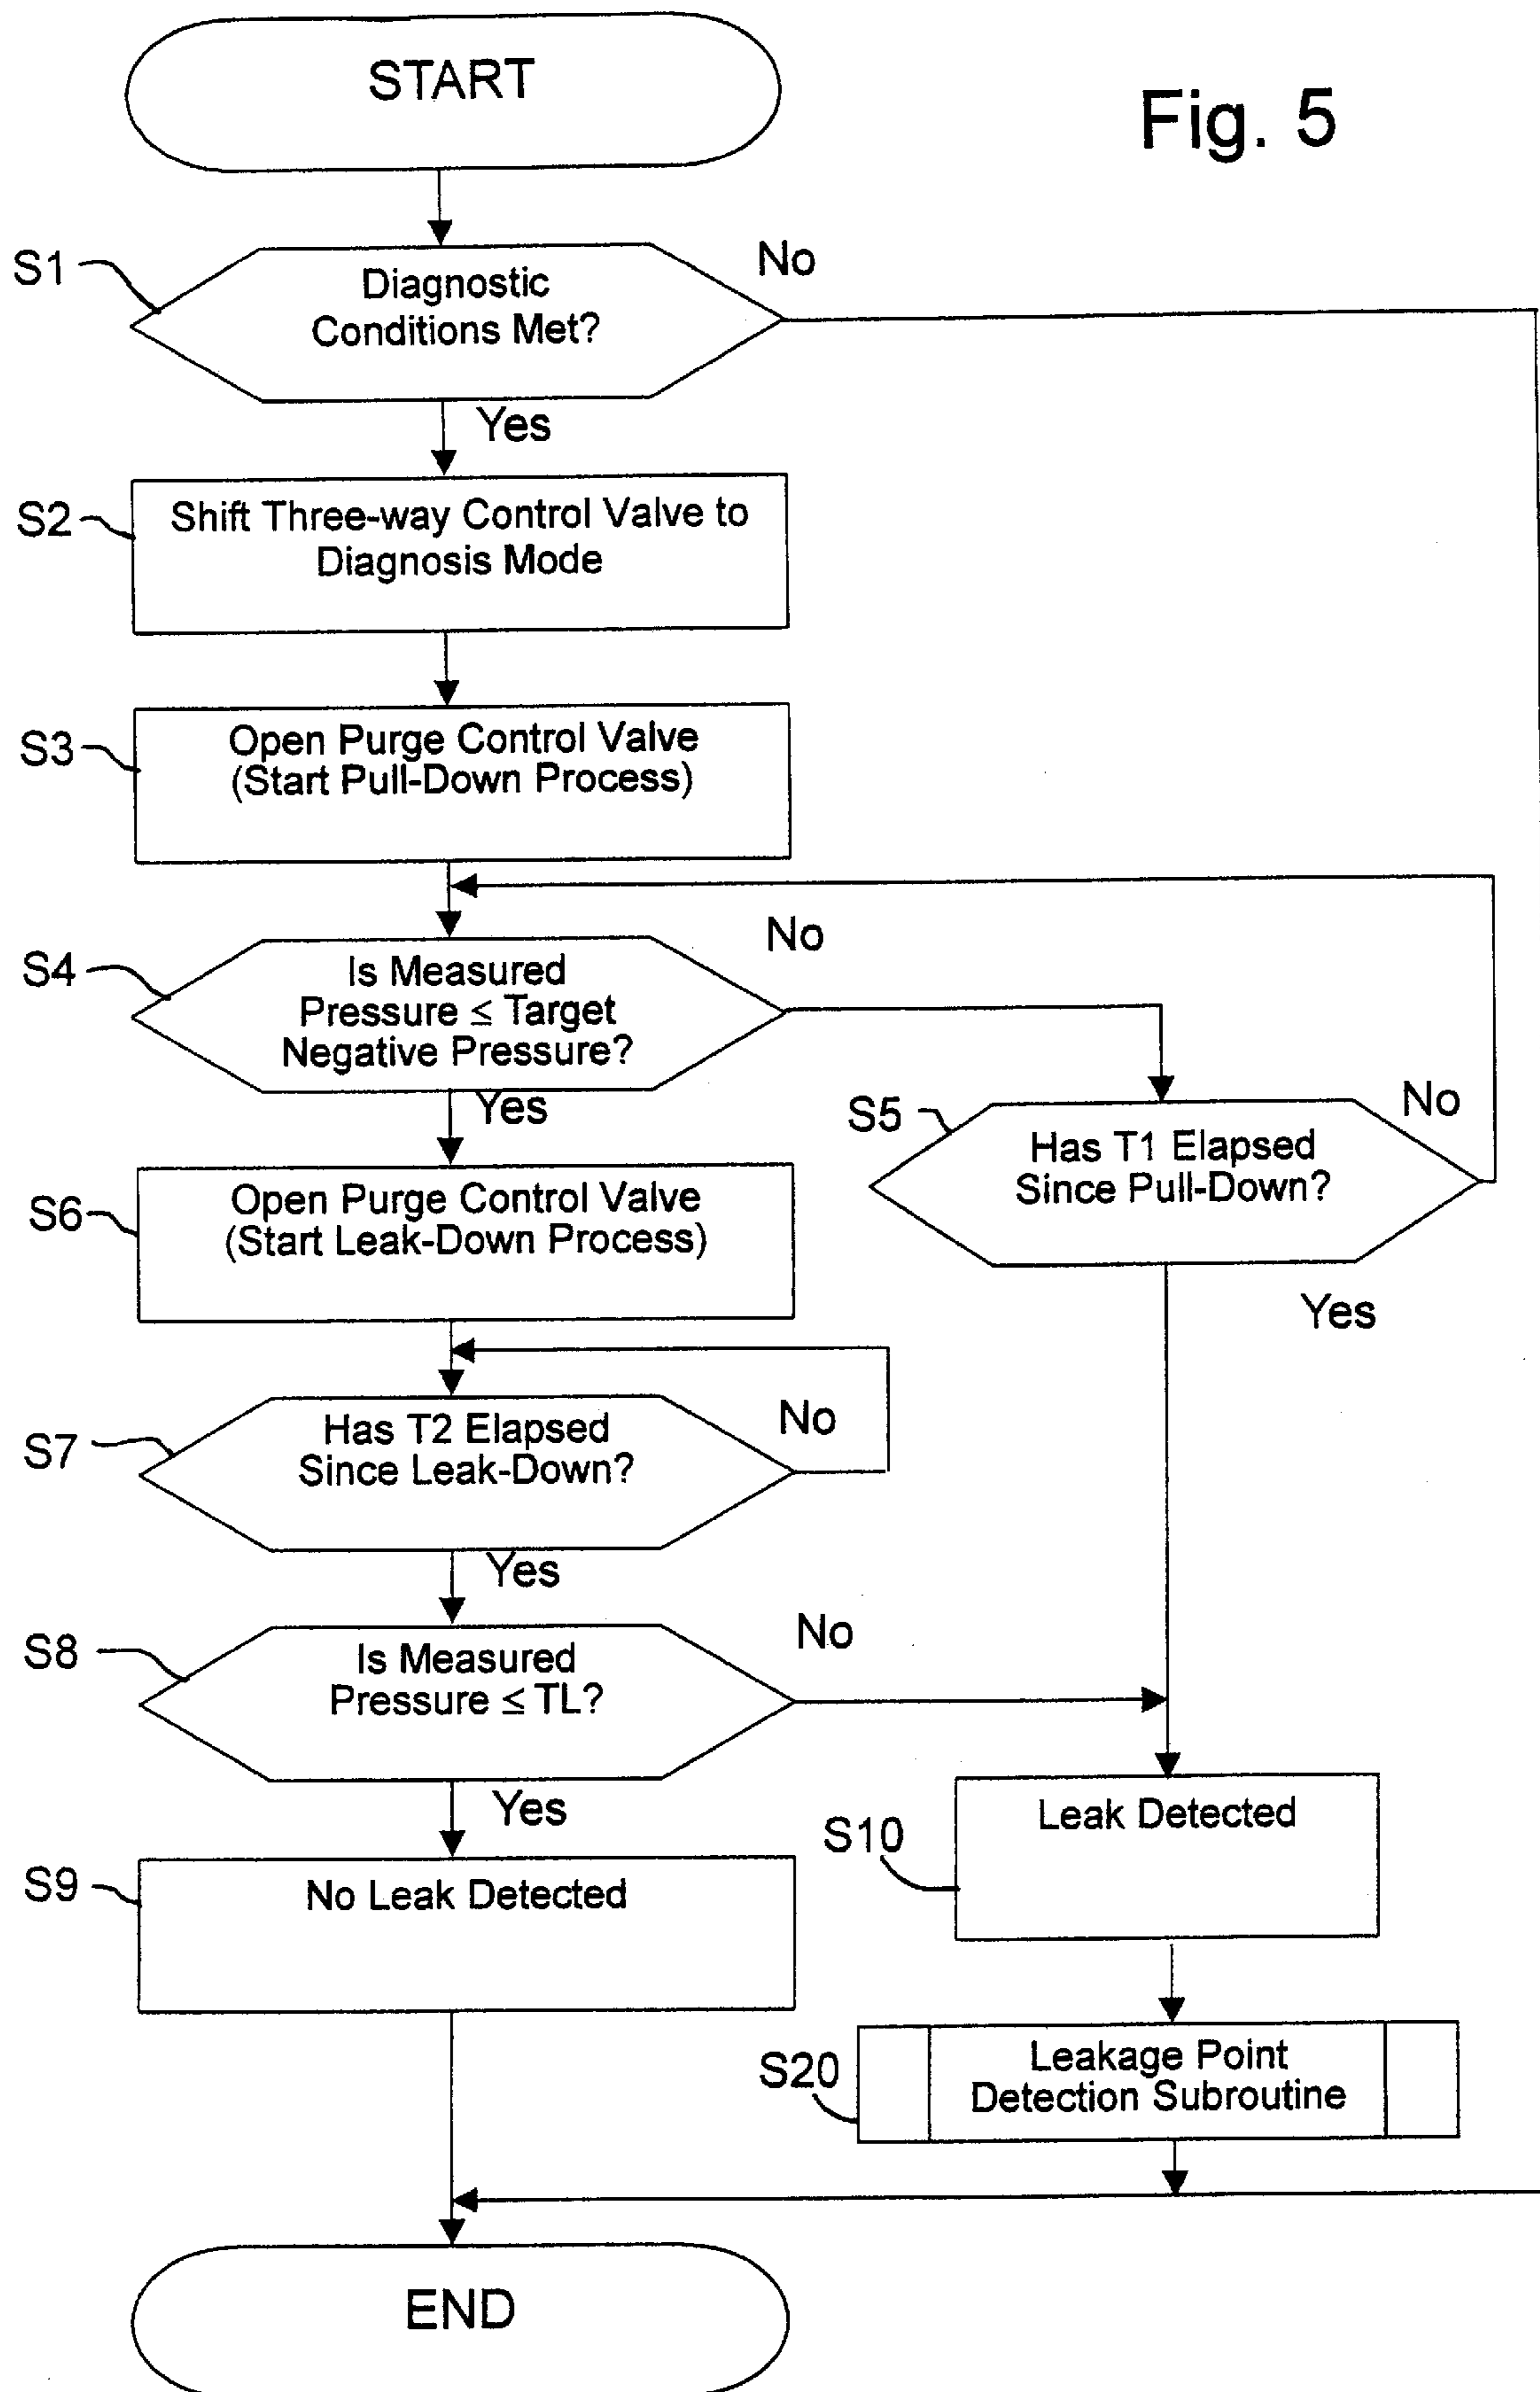 START
Fig. 5
S1
Diagnostic
Conditions Met?
No
Yes
S2
Shift Three-way Control Valve to
Diagnosis Mode
S3
Open Purge Control Valve
(Start Pull-Down Process)
S4
Is Measured
Pressure ≤ Target
Negative Pressure?
No
Yes
S5
Has T1 Elapsed
Since Pull-Down?
No
Yes
S6
Open Purge Control Valve
(Start Leak-Down Process)
S7
Has T2 Elapsed
Since Leak-Down?
No
Yes
S8
Is Measured
Pressure ≤ TL?
No
Yes
S9
No Leak Detected
S10
Leak Detected
S20
Leakage Point
Detection Subroutine
END